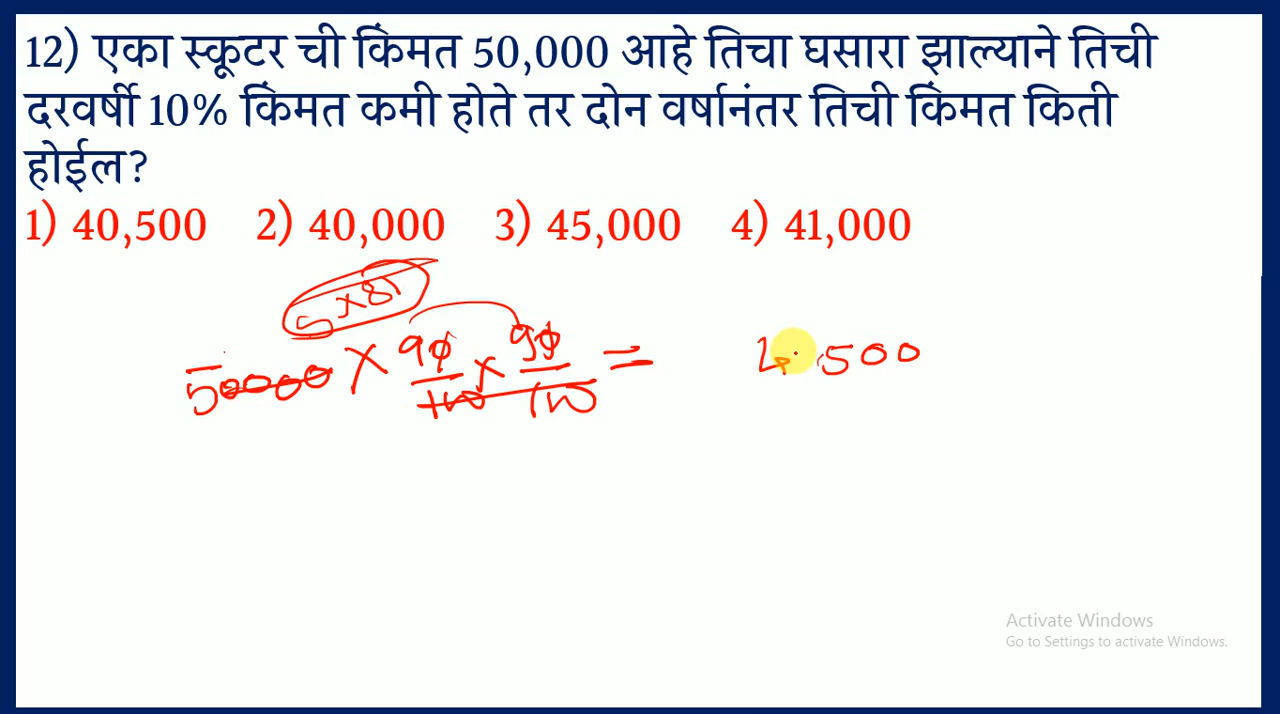 12) एका स्कूटर ची किंमत 50,000 आहे तिचा घसारा झाल्याने तिची
दरवर्षी 10% किंमत कमी होते तर दोन वर्षानंतर तिची किंमत किती
होईल?
1) 40,500 2) 40,000 3) 45,000 4) 41,000
5 x 81
50000 x 90/100 x 90/100 = 500
Activate Windows
Go to Settings to activate Windows.